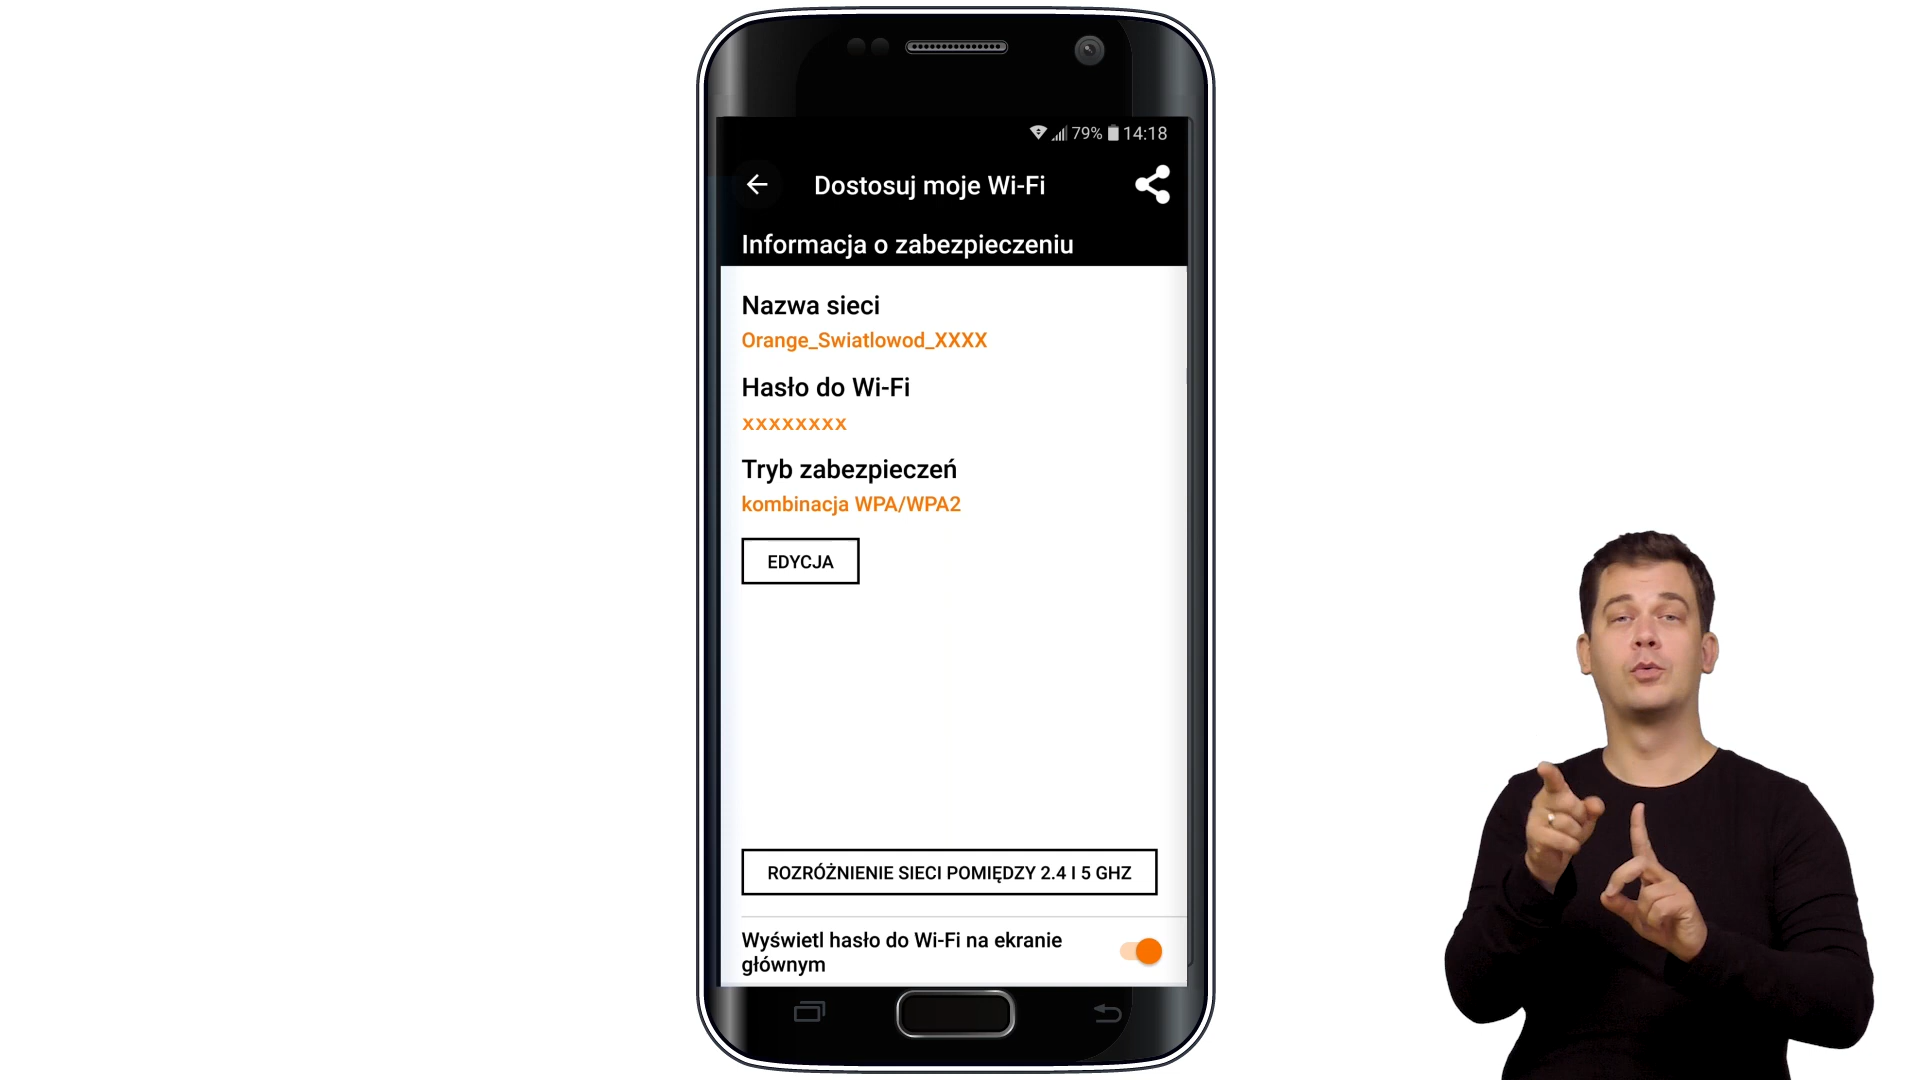 79% 14:18
Dostosuj moje Wi-Fi
Informacja o zabezpieczeniu
Nazwa sieci
Orange_Swiatlowod_XXXX
Hasło do Wi-Fi
xxxxxxxx
Tryb zabezpieczeń
kombinacja WPA/WPA2
EDYCJA
ROZRÓŻNIENIE SIECI POMIĘDZY 2.4 I 5 GHZ
Wyświetl hasło do Wi-Fi na ekranie
głównym